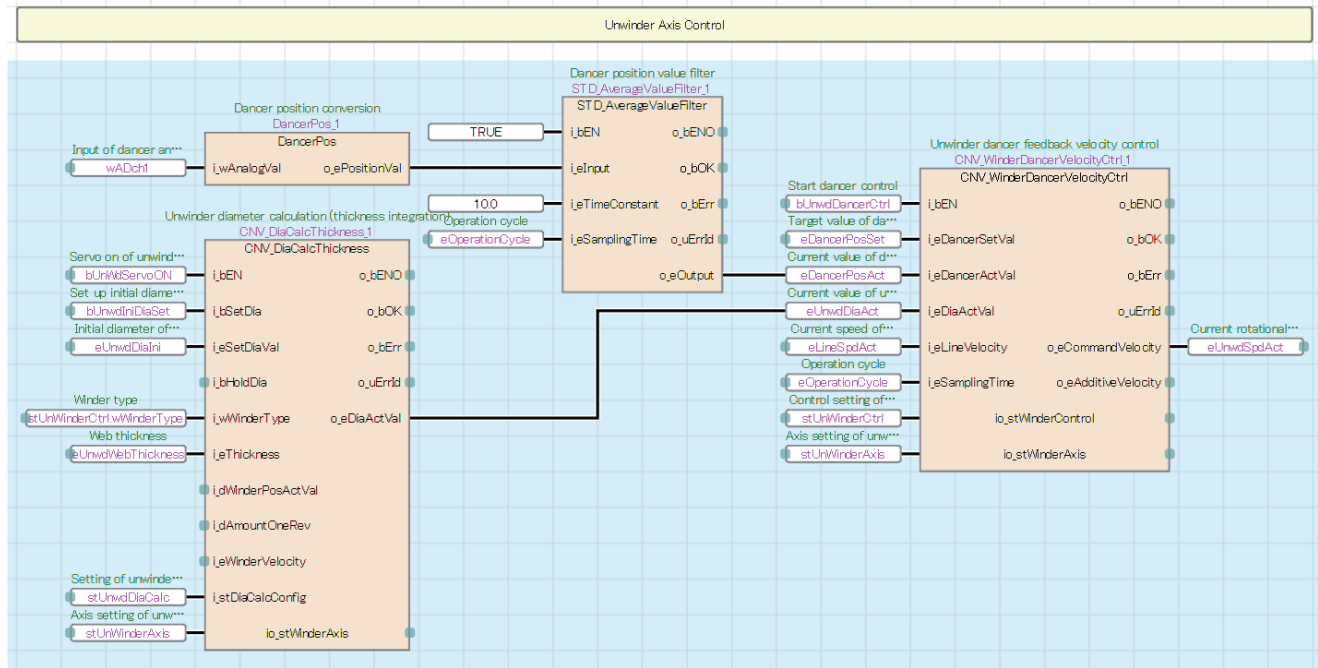 Unwinder Axis Control
Dancer position value filter
STD_AverageValueFilter_1
STD_AverageValueFilter
TRUE
i_bEN
o_bENO
i_eInput
o_bOK
10.0
i_eTimeConstant
o_bErr
Operation cycle
eOperationCycle
i_eSamplingTime
o_uErrId
o_eOutput
Dancer position conversion
DancerPos_1
DancerPos
Input of dancer an…
wADch1
i_wAnalogVal
o_ePositionVal
Unwinder diameter calculation (thickness integration)
CNV_DiaCalcThickness_1
CNV_DiaCalcThickness
Servo on of unwind…
bUnWdServoON
i_bEN
o_bENO
Set up initial diame…
bUnwdIniDiaSet
i_bSetDia
o_bOK
Initial diameter of…
eUnwdDiaIni
i_eSetDiaVal
o_bErr
i_bHoldDia
o_uErrId
Winder type
stUnWinderCtrl.wWinderType
i_wWinderType
o_eDiaActVal
Web thickness
eUnwdWebThickness
i_eThickness
i_dWinderPosActVal
i_dAmountOneRev
i_eWinderVelocity
Setting of unwinde…
stUnwdDiaCalc
i_stDiaCalcConfig
Axis setting of unw…
stUnWinderAxis
io_stWinderAxis
Unwinder dancer feedback velocity control
CNV_WinderDancerVelocityCtrl_1
CNV_WinderDancerVelocityCtrl
Start dancer control
bUnwdDancerCtrl
i_bEN
o_bENO
Target value of da…
eDancerPosSet
i_eDancerSetVal
o_bOK
Current value of d…
eDancerPosAct
i_eDancerActVal
o_bErr
Current value of u…
eUnwdDiaAct
i_eDiaActVal
o_uErrId
Current speed of…
eLineSpdAct
i_eLineVelocity
o_eCommandVelocity
Current rotational…
eUnwdSpdAct
Operation cycle
eOperationCycle
i_eSamplingTime
o_eAdditiveVelocity
Control setting of…
stUnWinderCtrl
io_stWinderControl
Axis setting of unw…
stUnWinderAxis
io_stWinderAxis